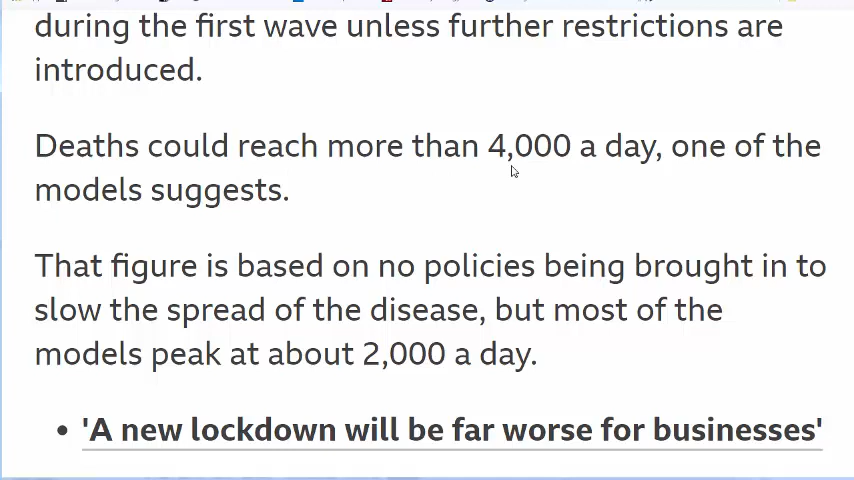 during the first wave unless further restrictions are
introduced.
Deaths could reach more than 4,000 a day, one of the
models suggests.
That figure is based on no policies being brought in to
slow the spread of the disease, but most of the
models peak at about 2,000 a day.
• 'A new lockdown will be far worse for businesses'